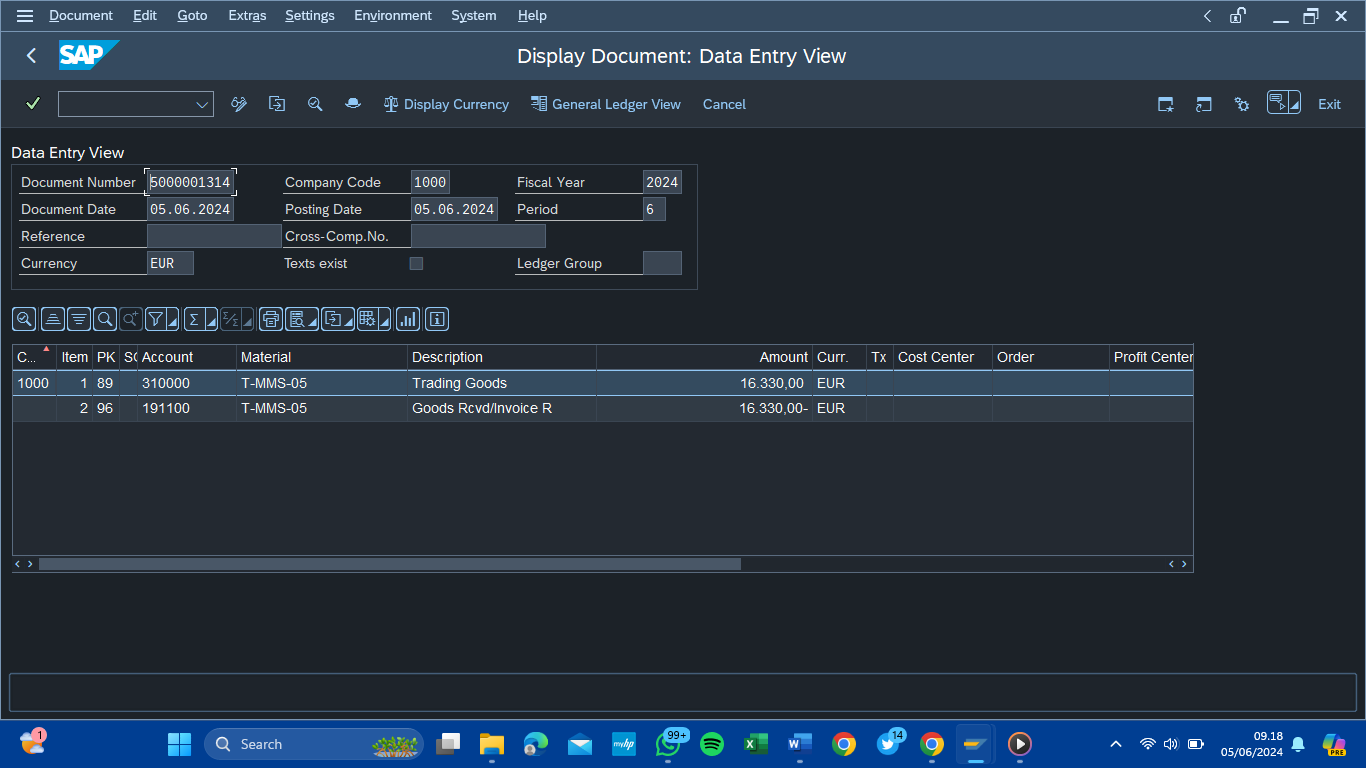 Document Edit Goto Extras Settings Environment System Help
SAP Display Document: Data Entry View
Display Currency General Ledger View Cancel Exit
Data Entry View
Document Number 5000001314 Company Code 1000 Fiscal Year 2024
Document Date 05.06.2024 Posting Date 05.06.2024 Period 6
Reference Cross-Comp.No.
Currency EUR Texts exist Ledger Group
C... Item PK SG Account Material Description Amount Curr. Tx Cost Center Order Profit Center
1000 1 89 310000 T-MMS-05 Trading Goods 16.330,00 EUR
2 96 191100 T-MMS-05 Goods Rcvd/Invoice R 16.330,00- EUR
1 Search myhp 99+ 14 09.18
05/06/2024 PRE